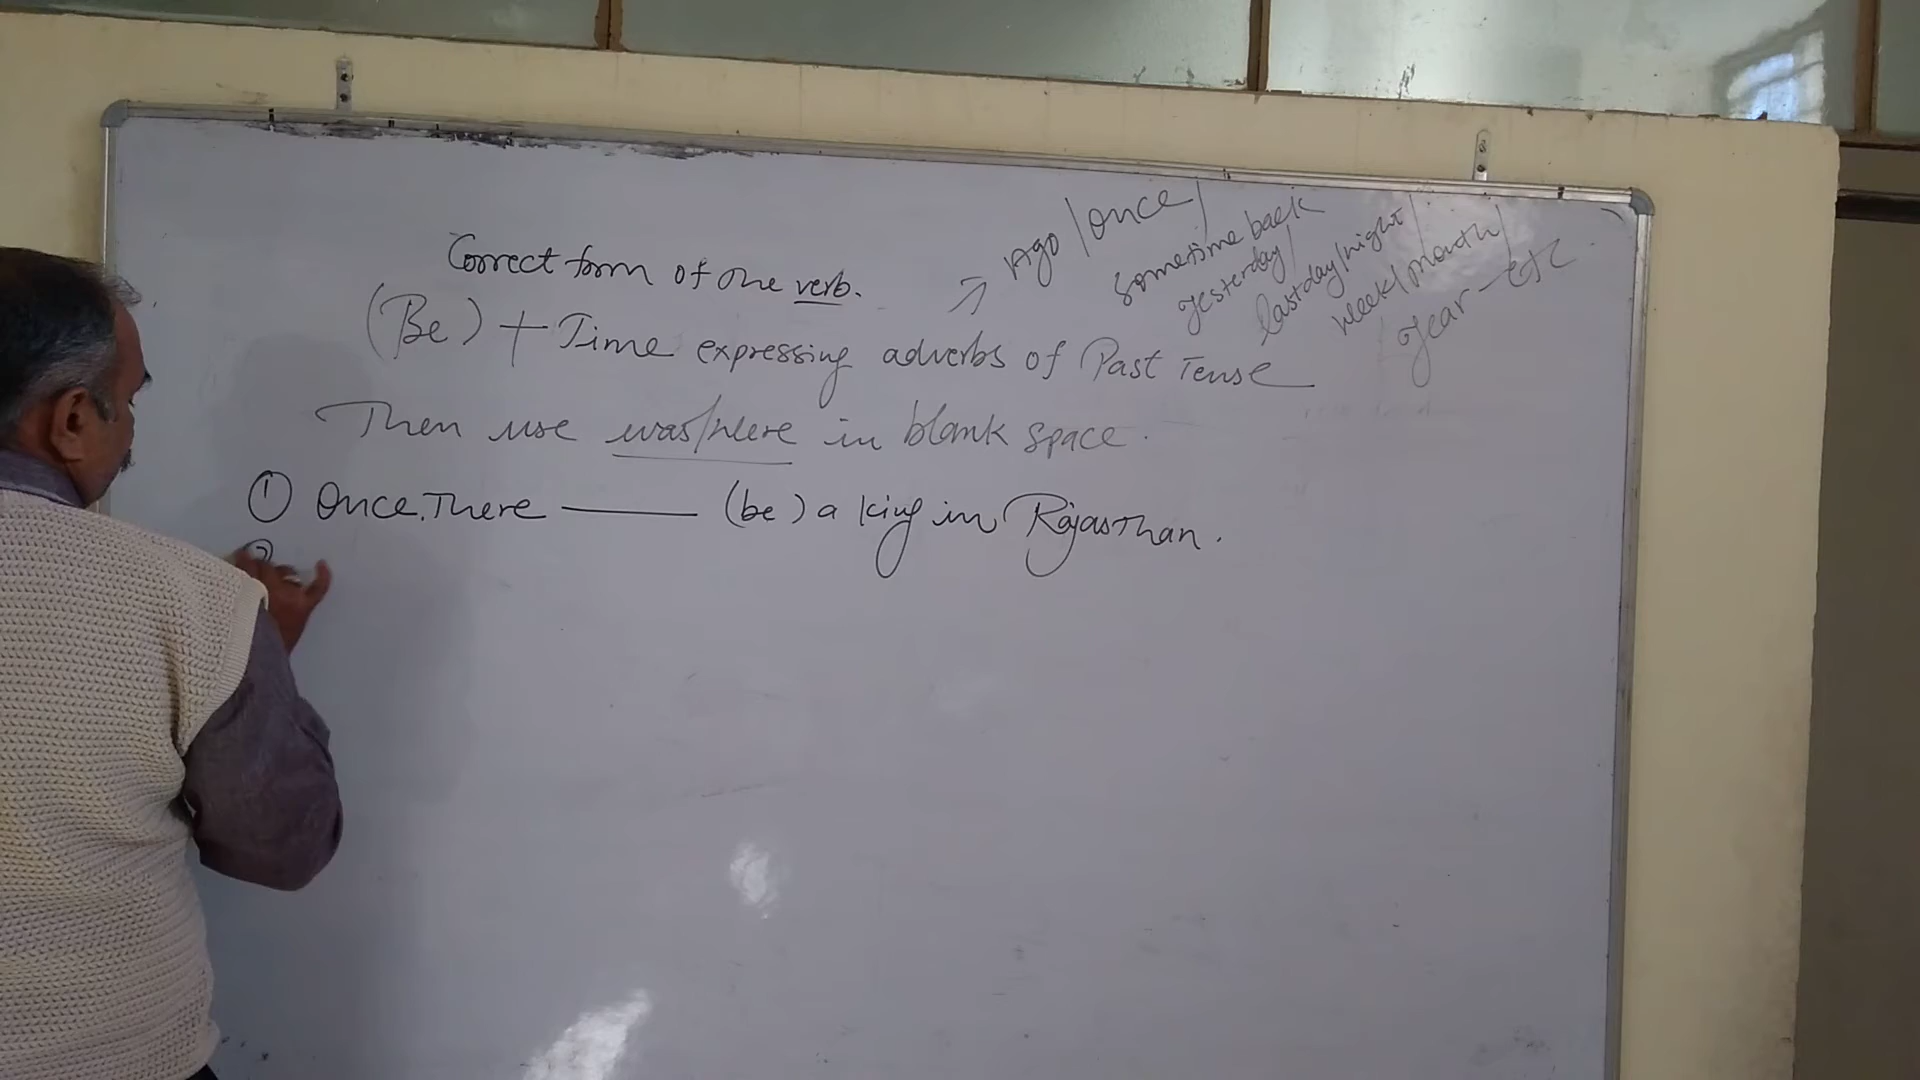 Correct form of the verb.
(Be) + Time expressing adverbs of Past Tense
→ Ago / Once /
Sometime back
yesterday /
last day / night /
week / month /
year - etc
Then use was/were in blank space.
① Once. There ——— (be) a king in Rajasthan.
②